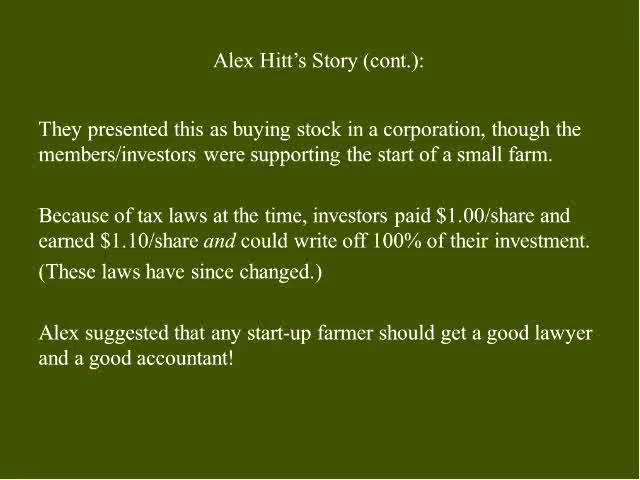 Alex Hitt’s Story (cont.):
They presented this as buying stock in a corporation, though the
members/investors were supporting the start of a small farm.
Because of tax laws at the time, investors paid $1.00/share and
earned $1.10/share and could write off 100% of their investment.
(These laws have since changed.)
Alex suggested that any start-up farmer should get a good lawyer
and a good accountant!